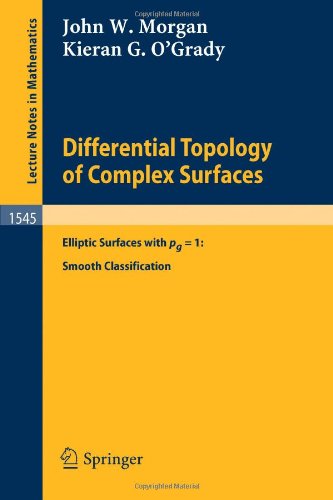 John W. Morgan
Kieran G. O'Grady
Lecture Notes in Mathematics
Differential Topology
of Complex Surfaces
1545
Elliptic Surfaces with pg = 1:
Smooth Classification
Springer